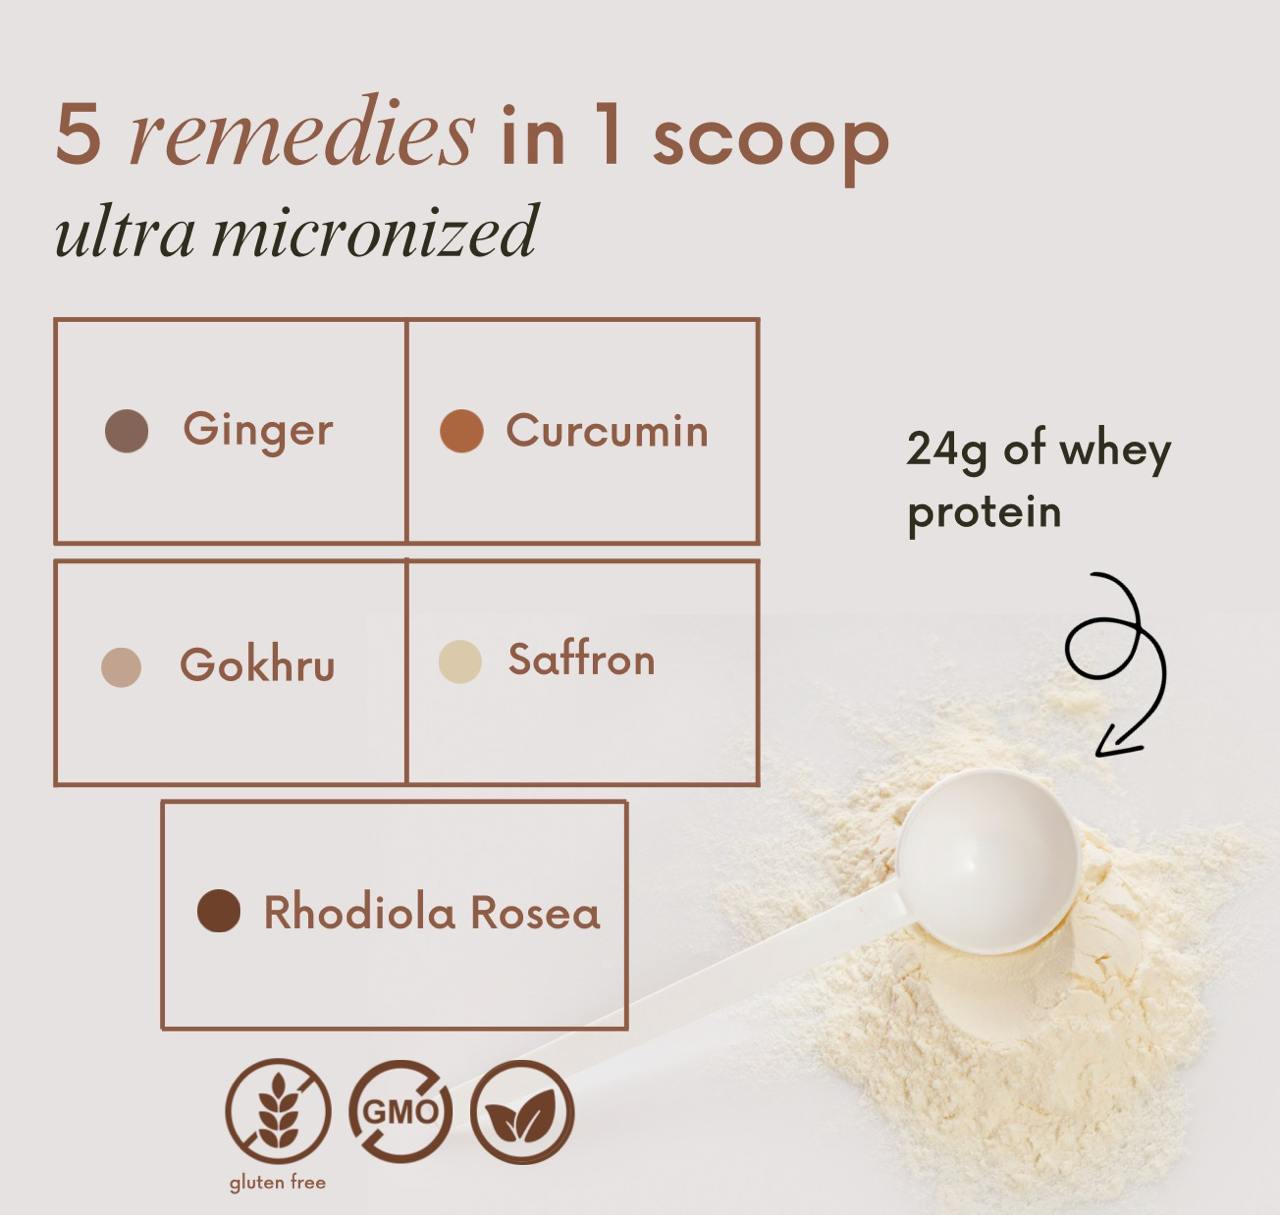 5 remedies in 1 scoop
ultra micronized
Ginger
Curcumin
24g of whey
protein
Gokhru
Saffron
Rhodiola Rosea
GMO
gluten free